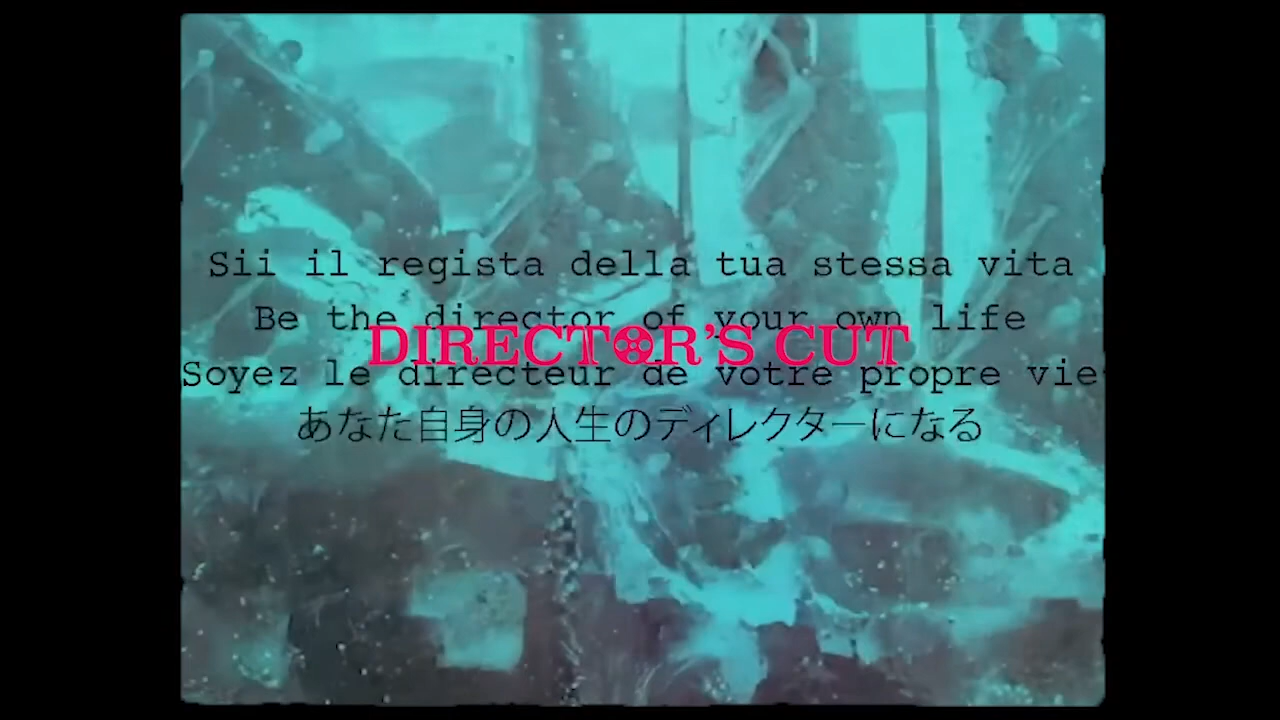 Sii il regista della tua stessa vita
Be the director of your own life
DIRECTOR'S CUT
Soyez le directeur de votre propre vie
あなた自身の人生のディレクターになる